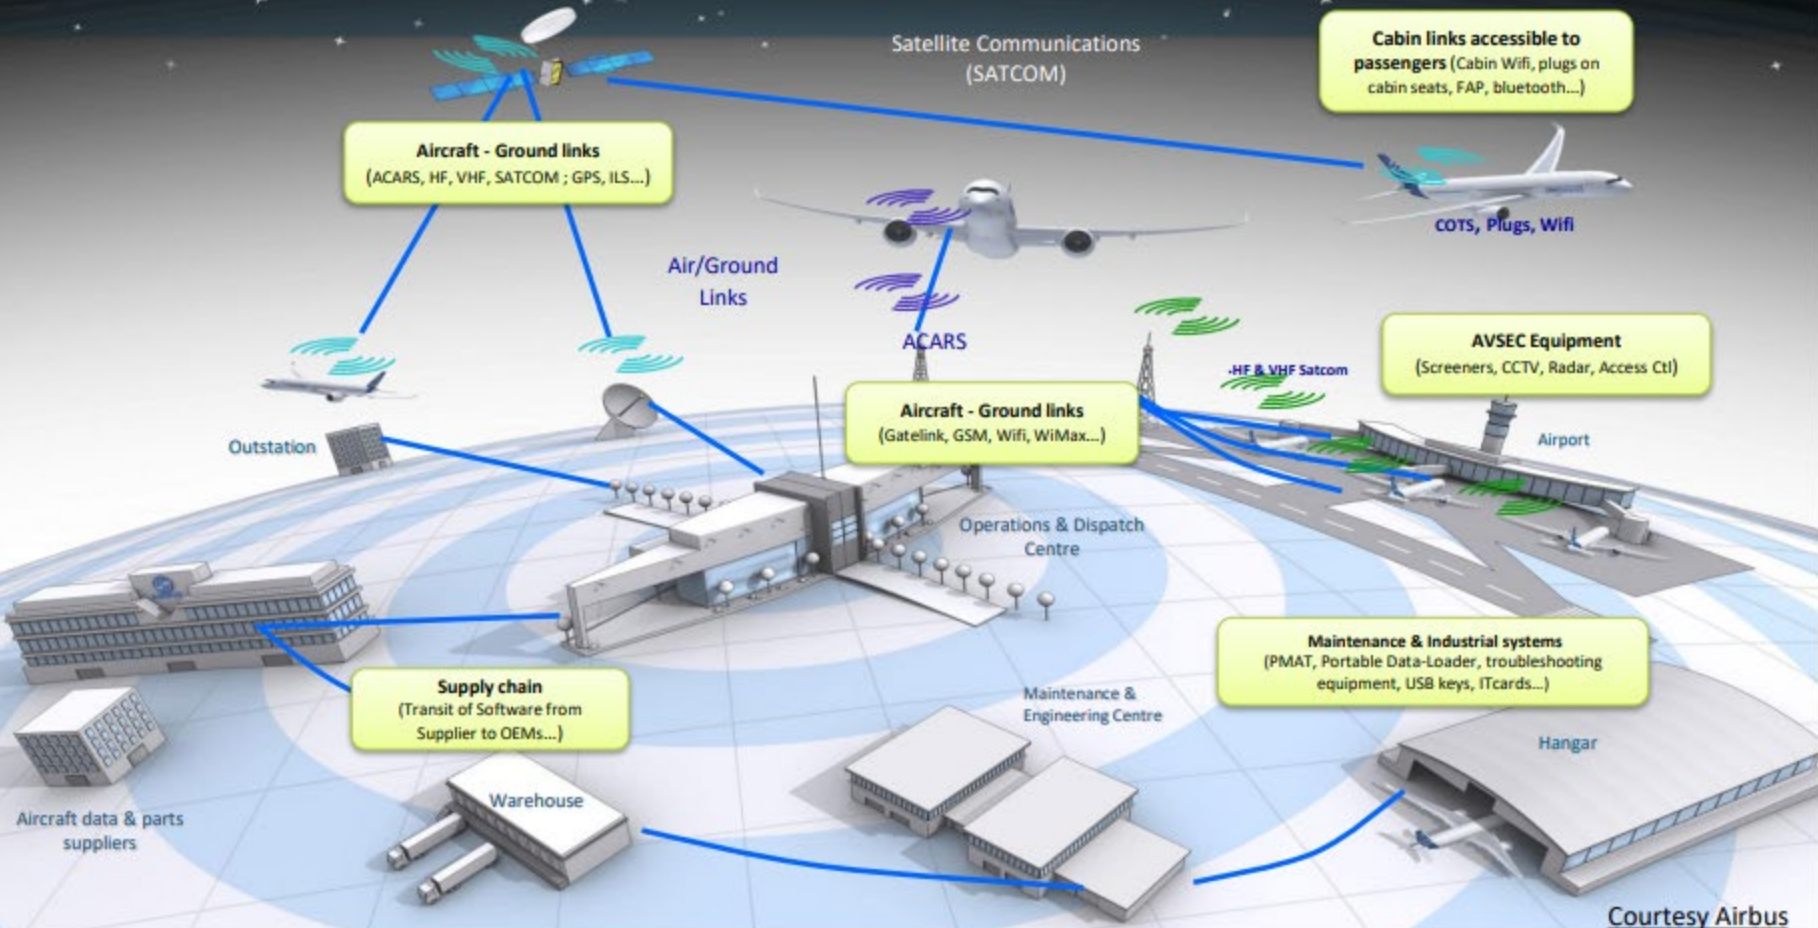 Satellite Communications
(SATCOM)
Cabin links accessible to
passengers (Cabin Wifi, plugs on
cabin seats, FAP, bluetooth...)
Aircraft - Ground links
(ACARS, HF, VHF, SATCOM ; GPS, ILS...)
COTS, Plugs, Wifi
Air/Ground
Links
ACARS
-HF & VHF Satcom
AVSEC Equipment
(Screeners, CCTV, Radar, Access Ctl)
Aircraft - Ground links
(Gatelink, GSM, Wifi, WiMax...)
Outstation
Airport
Operations & Dispatch
Centre
Maintenance & Industrial systems
(PMAT, Portable Data-Loader, troubleshooting
equipment, USB keys, ITcards...)
Supply chain
(Transit of Software from
Supplier to OEMs...)
Maintenance &
Engineering Centre
Hangar
Warehouse
Aircraft data & parts
suppliers
Courtesy Airbus